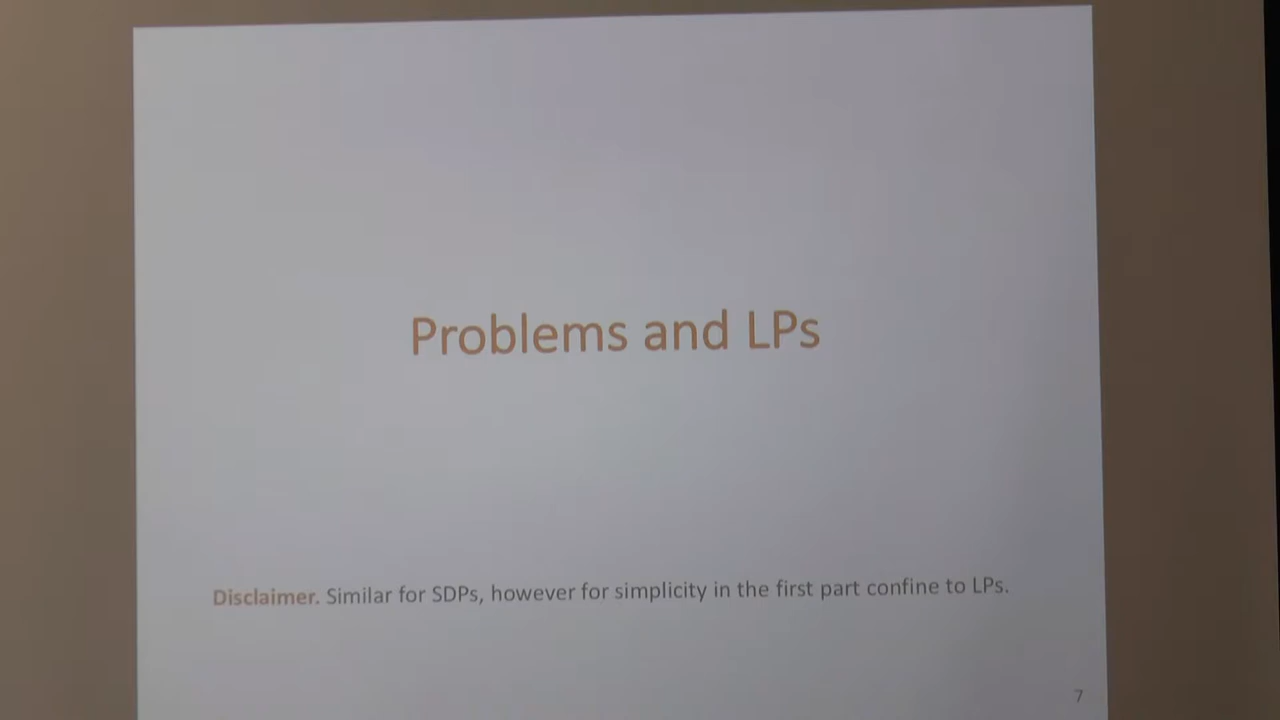 Problems and LPs
Disclaimer. Similar for SDPs, however for simplicity in the first part confine to LPs.
7